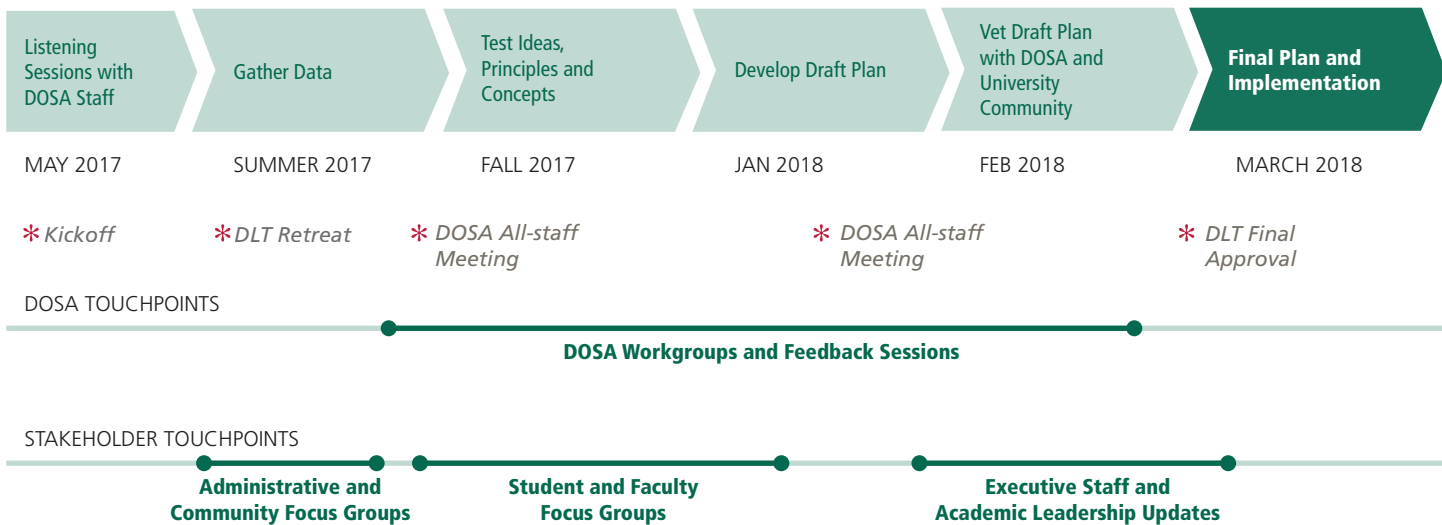 Listening
Sessions with
DOSA Staff
Gather Data
Test Ideas,
Principles and
Concepts
Develop Draft Plan
Vet Draft Plan
with DOSA and
University
Community
Final Plan and
Implementation
MAY 2017
SUMMER 2017
FALL 2017
JAN 2018
FEB 2018
MARCH 2018
* Kickoff
* DLT Retreat
* DOSA All-staff
Meeting
* DOSA All-staff
Meeting
* DLT Final
Approval
DOSA TOUCHPOINTS
DOSA Workgroups and Feedback Sessions
STAKEHOLDER TOUCHPOINTS
Administrative and
Community Focus Groups
Student and Faculty
Focus Groups
Executive Staff and
Academic Leadership Updates